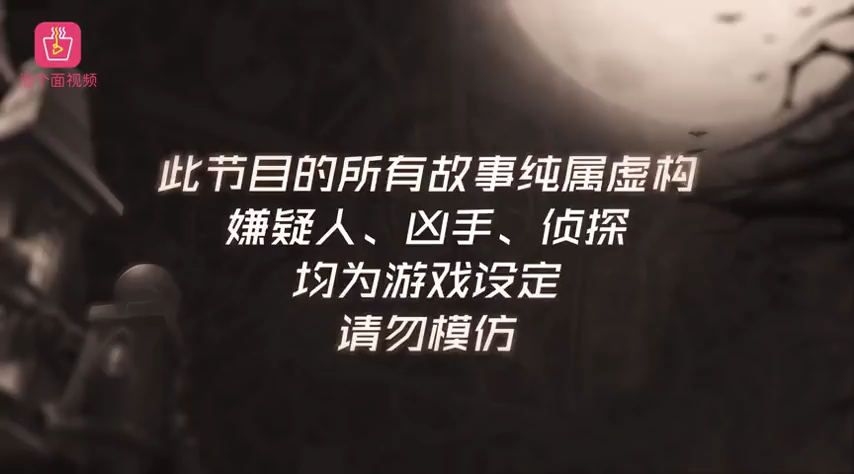 个面视频
此节目的所有故事纯属虚构
嫌疑人、凶手、侦探
均为游戏设定
请勿模仿